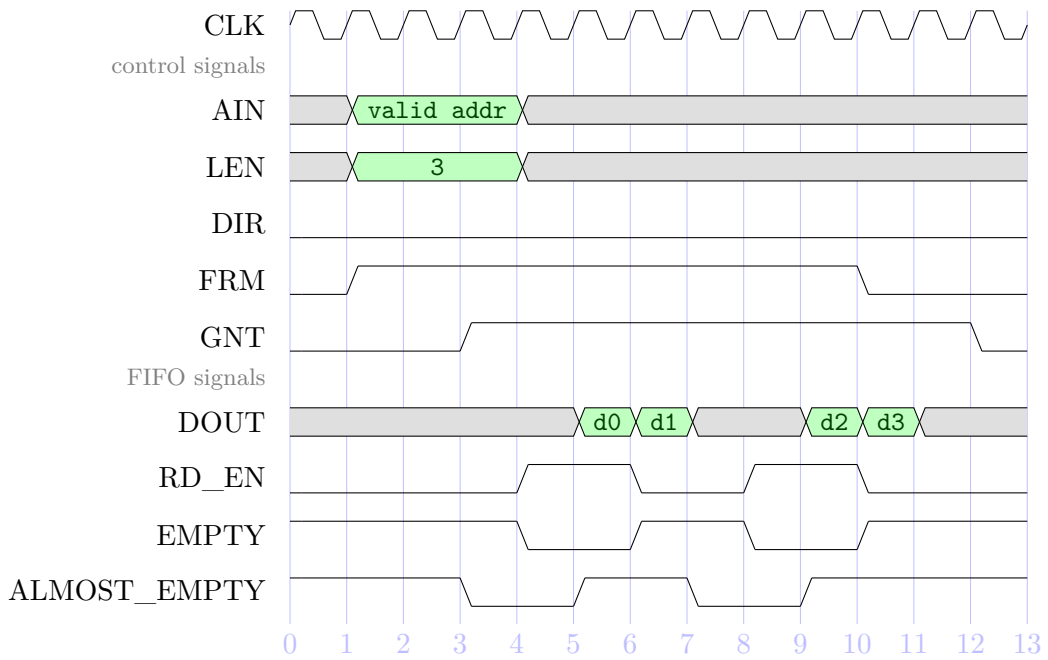 CLK
control signals
AIN valid addr
LEN 3
DIR
FRM
GNT
FIFO signals
DOUT d0 d1 d2 d3
RD_EN
EMPTY
ALMOST_EMPTY
0 1 2 3 4 5 6 7 8 9 10 11 12 13